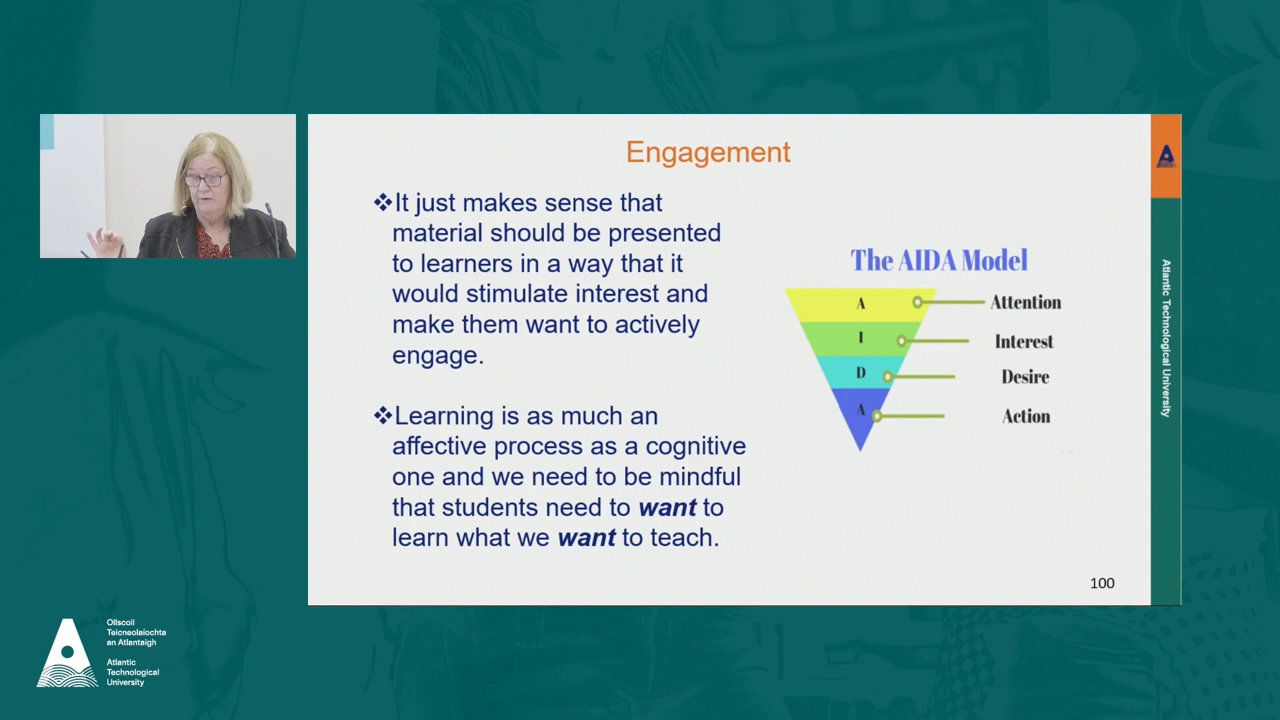 Engagement
❖It just makes sense that
material should be presented
to learners in a way that it
would stimulate interest and
make them want to actively
engage.
❖Learning is as much an
affective process as a cognitive
one and we need to be mindful
that students need to want to
learn what we want to teach.
The AIDA Model
A
Attention
I
Interest
D
Desire
A
Action
100
Atlantic Technological University
Ollscoil
Teicneolaíochta
an Atlantaigh
Atlantic
Technological
University